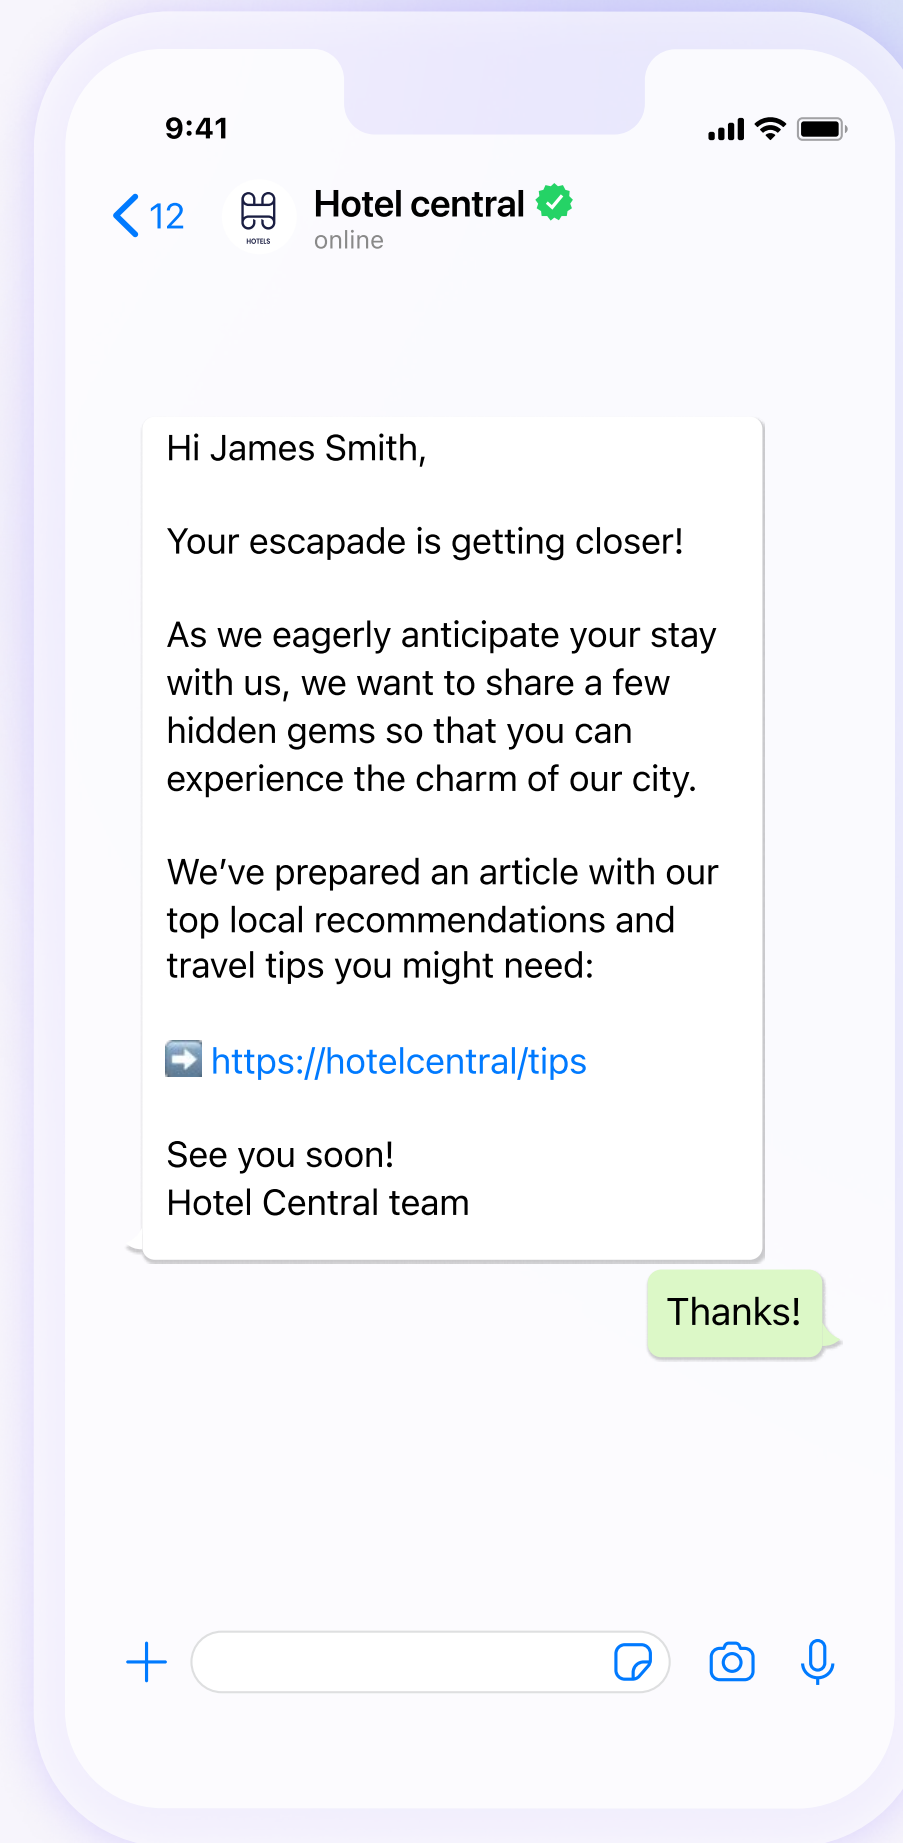 9:41
12
Hotel central
HOTELS
online
Hi James Smith,
Your escapade is getting closer!
As we eagerly anticipate your stay
with us, we want to share a few
hidden gems so that you can
experience the charm of our city.
We’ve prepared an article with our
top local recommendations and
travel tips you might need:
➡️ https://hotelcentral/tips
See you soon!
Hotel Central team
Thanks!